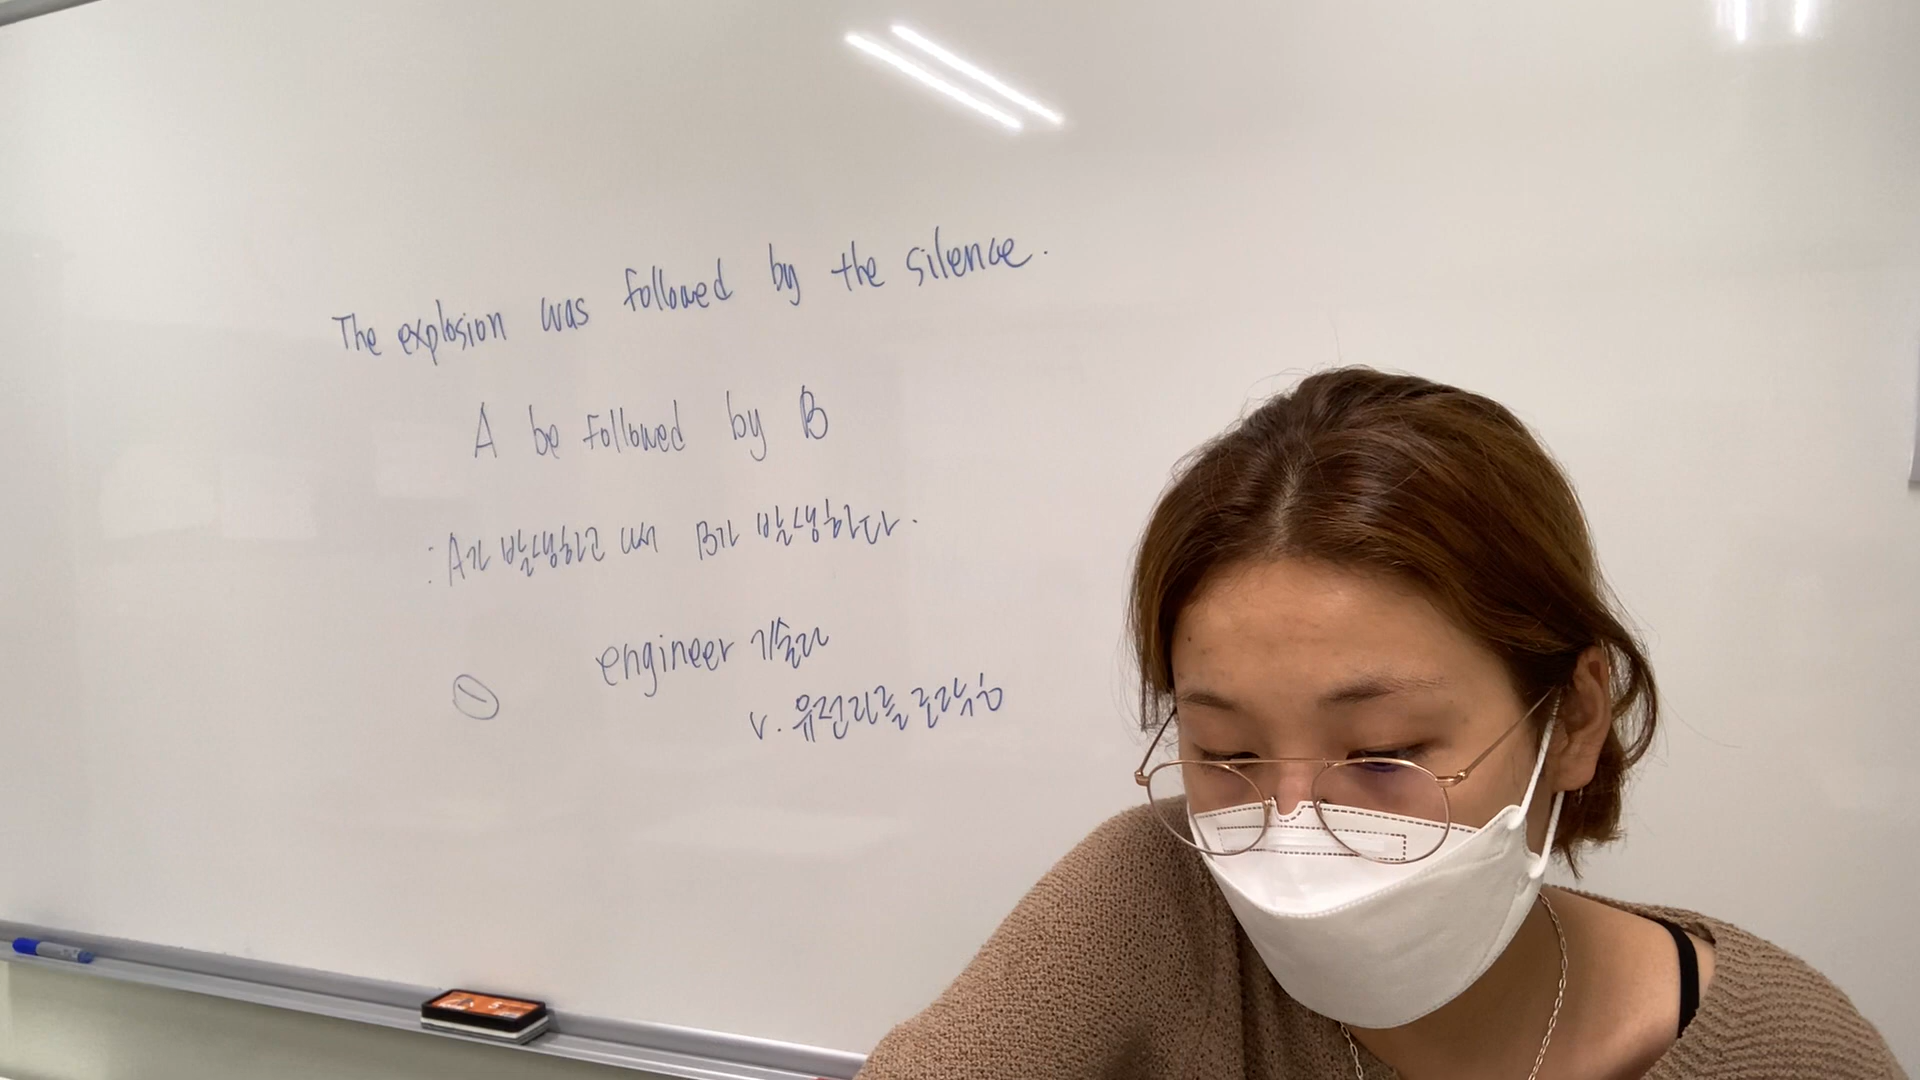 The explosion was followed by the silence.
A be followed by B
: A가 발생하고 나서 B가 발생하다.
engineer 기술자
v. 유전자를 조작하